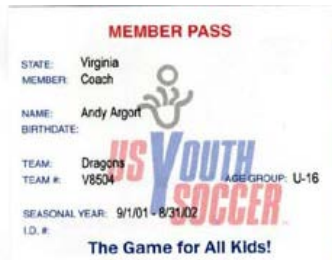 MEMBER PASS
STATE: Virginia
MEMBER: Coach
NAME: Andy Argort
BIRTHDATE:
TEAM: Dragons
TEAM #: V8504
AGE GROUP: U-16
US YOUTH SOCCER
SEASONAL YEAR: 9/1/01 - 8/31/02
I.D. #:
The Game for All Kids!